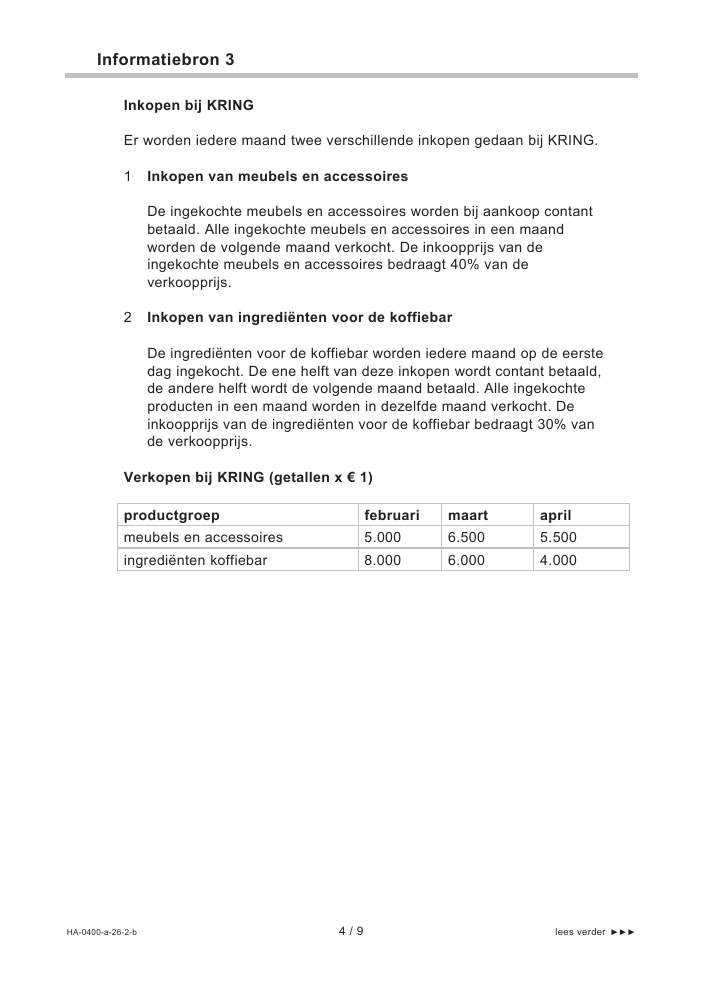 Informatiebron 3
Inkopen bij KRING
Er worden iedere maand twee verschillende inkopen gedaan bij KRING.
1 Inkopen van meubels en accessoires
De ingekochte meubels en accessoires worden bij aankoop contant
betaald. Alle ingekochte meubels en accessoires in een maand
worden de volgende maand verkocht. De inkoopprijs van de
ingekochte meubels en accessoires bedraagt 40% van de
verkoopprijs.
2 Inkopen van ingrediënten voor de koffiebar
De ingrediënten voor de koffiebar worden iedere maand op de eerste
dag ingekocht. De ene helft van deze inkopen wordt contant betaald,
de andere helft wordt de volgende maand betaald. Alle ingekochte
producten in een maand worden in dezelfde maand verkocht. De
inkoopprijs van de ingrediënten voor de koffiebar bedraagt 30% van
de verkoopprijs.
Verkopen bij KRING (getallen x € 1)
productgroep februari maart april
meubels en accessoires 5.000 6.500 5.500
ingrediënten koffiebar 8.000 6.000 4.000
HA-0400-a-26-2-b 4 / 9 lees verder ►►►